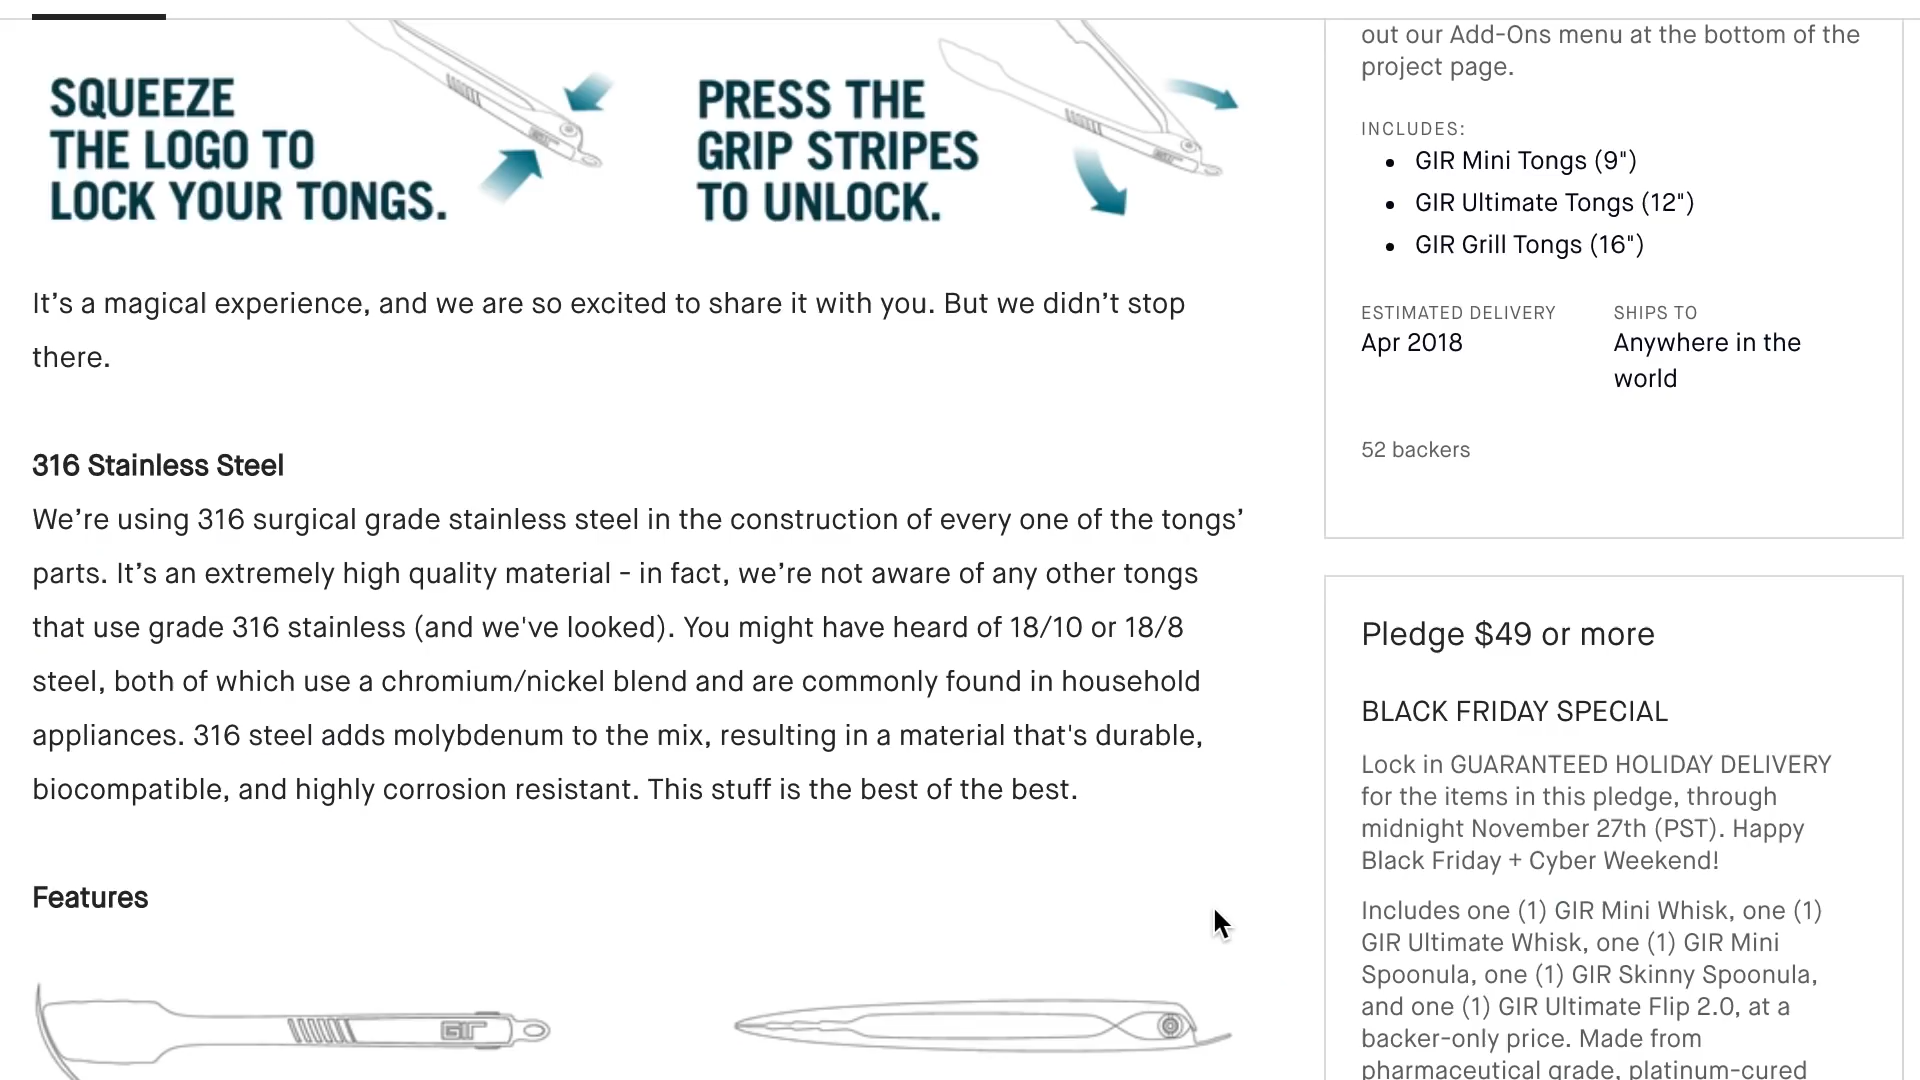 SQUEEZE
THE LOGO TO
LOCK YOUR TONGS.
PRESS THE
GRIP STRIPES
TO UNLOCK.
It’s a magical experience, and we are so excited to share it with you. But we didn’t stop
there.
316 Stainless Steel
We’re using 316 surgical grade stainless steel in the construction of every one of the tongs’
parts. It’s an extremely high quality material - in fact, we’re not aware of any other tongs
that use grade 316 stainless (and we've looked). You might have heard of 18/10 or 18/8
steel, both of which use a chromium/nickel blend and are commonly found in household
appliances. 316 steel adds molybdenum to the mix, resulting in a material that's durable,
biocompatible, and highly corrosion resistant. This stuff is the best of the best.
Features
GIR
out our Add-Ons menu at the bottom of the
project page.
INCLUDES:
• GIR Mini Tongs (9")
• GIR Ultimate Tongs (12")
• GIR Grill Tongs (16")
ESTIMATED DELIVERY
Apr 2018
SHIPS TO
Anywhere in the
world
52 backers
Pledge $49 or more
BLACK FRIDAY SPECIAL
Lock in GUARANTEED HOLIDAY DELIVERY
for the items in this pledge, through
midnight November 27th (PST). Happy
Black Friday + Cyber Weekend!
Includes one (1) GIR Mini Whisk, one (1)
GIR Ultimate Whisk, one (1) GIR Mini
Spoonula, one (1) GIR Skinny Spoonula,
and one (1) GIR Ultimate Flip 2.0, at a
backer-only price. Made from
pharmaceutical grade, platinum-cured